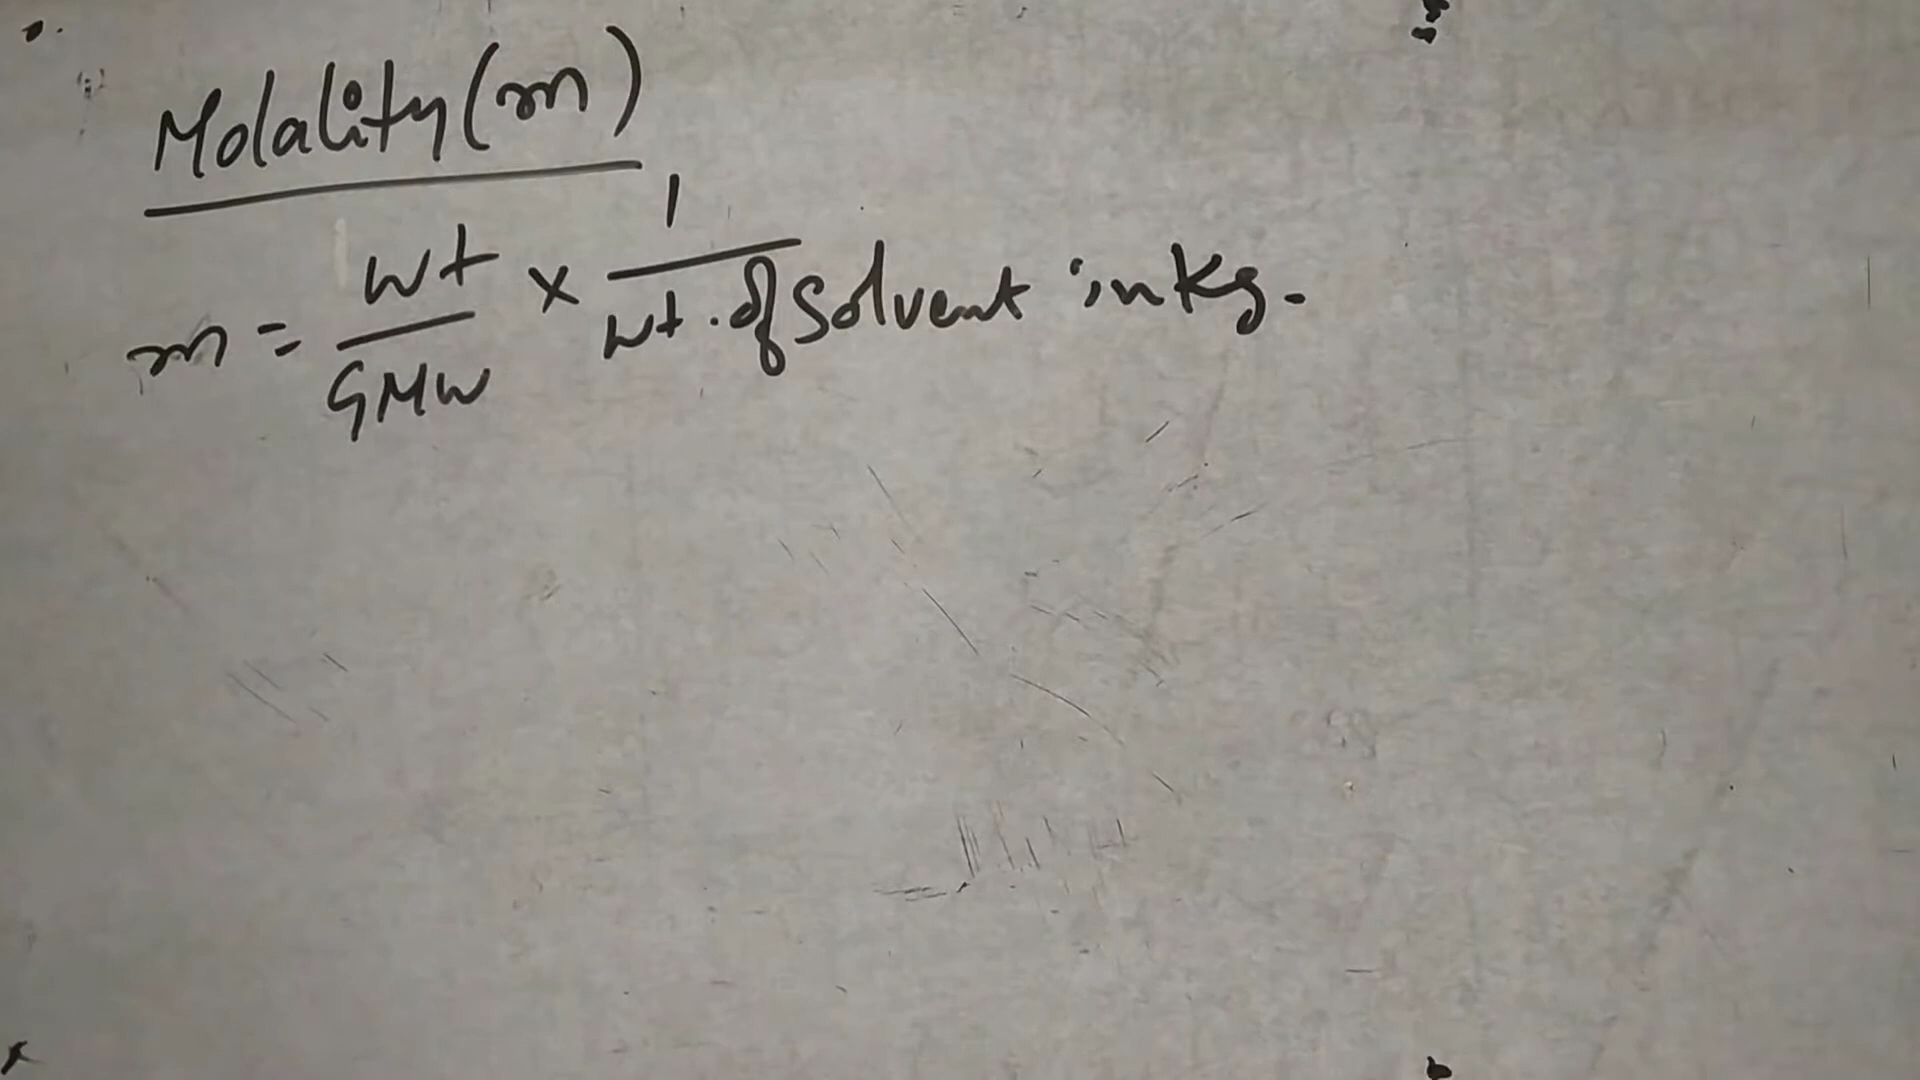 Molality (m)
m = wt/GMW × 1/wt. of solvent in kg.